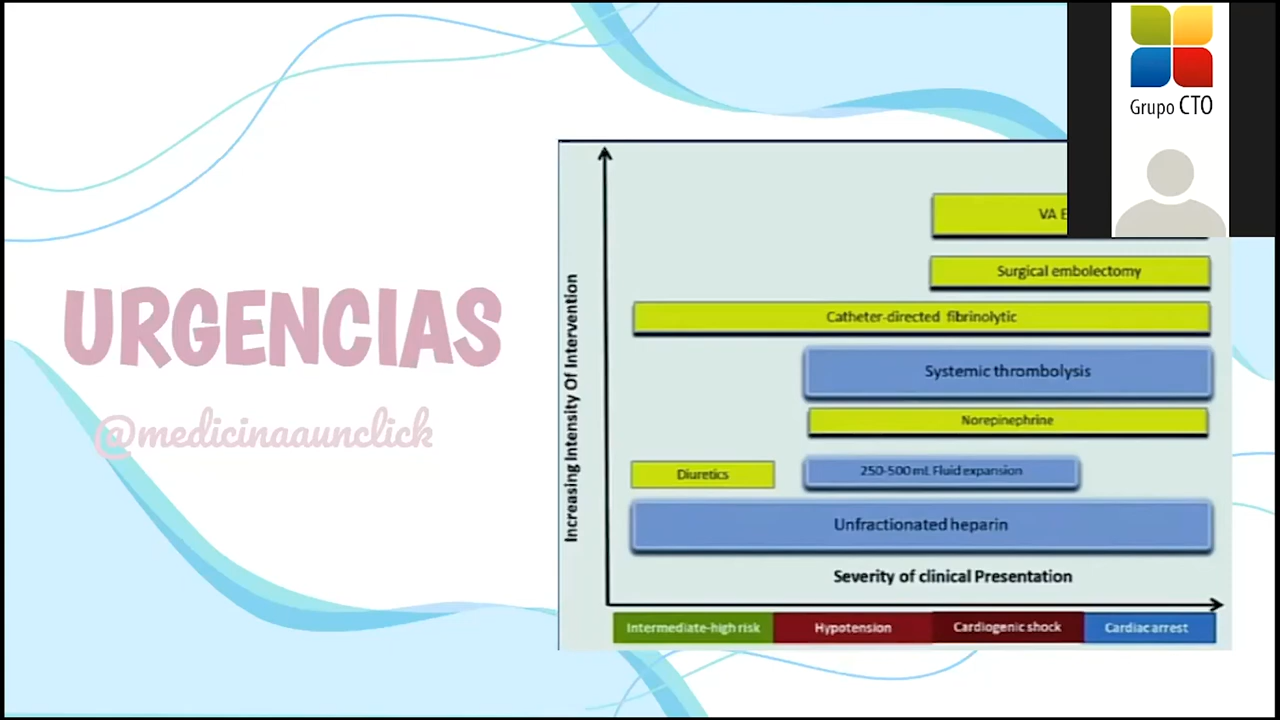 Grupo CTO
URGENCIAS
@medicinaaunclick
Increasing Intensity Of Intervention
VA
Surgical embolectomy
Catheter-directed fibrinolytic
Systemic thrombolysis
Norepinephrine
Diuretics
250-500 mL Fluid expansion
Unfractionated heparin
Severity of clinical Presentation
Intermediate-high risk
Hypotension
Cardiogenic shock
Cardiac arrest